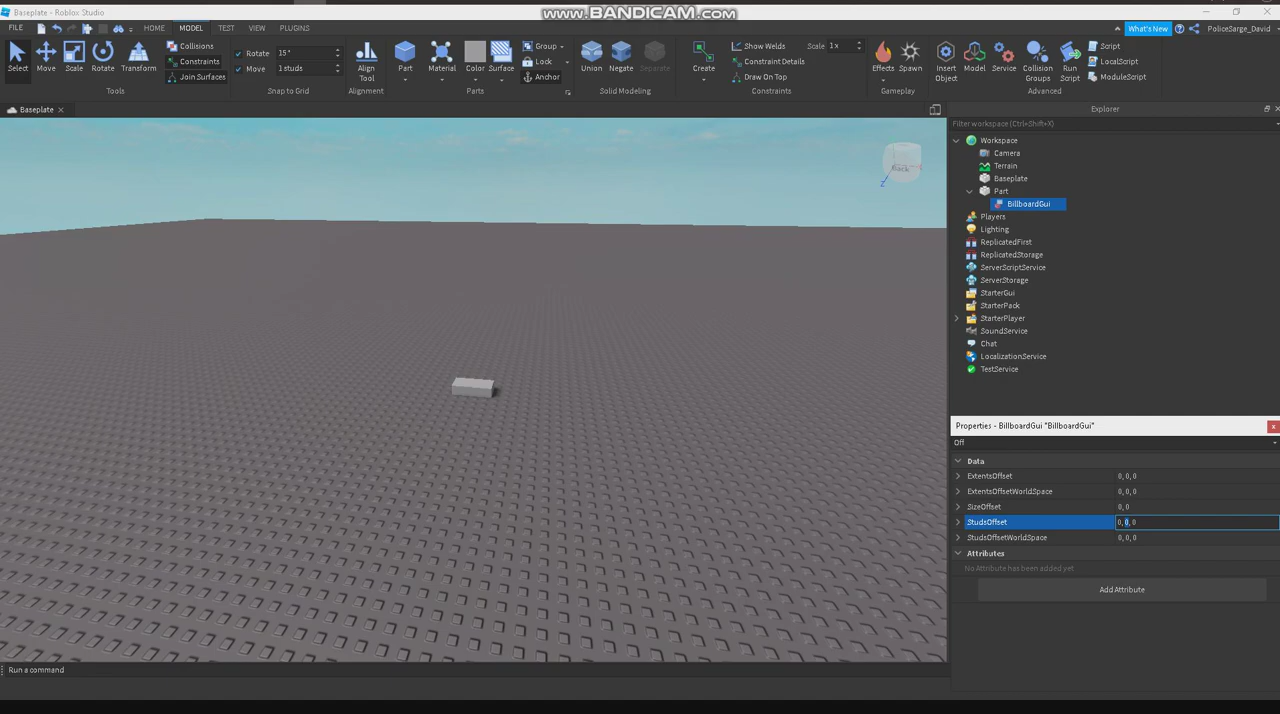 Baseplate - Roblox Studio
www.BANDICAM.com
FILE
HOME
MODEL
TEST
VIEW
PLUGINS
What's New
PoliceSarge_David
Select
Move
Scale
Rotate
Transform
Collisions
Constraints
Join Surfaces
Tools
Rotate
15°
Move
1 studs
Snap to Grid
Align
Tool
Alignment
Part
Material
Color
Surface
Group
Lock
Anchor
Parts
Union
Negate
Separate
Solid Modeling
Create
Show Welds
Scale
1x
Constraint Details
Draw On Top
Constraints
Effects
Spawn
Gameplay
Insert
Object
Model
Service
Collision
Groups
Run
Script
Script
LocalScript
ModuleScript
Advanced
Baseplate
Back
Z
Explorer
Filter workspace (Ctrl+Shift+X)
Workspace
Camera
Terrain
Baseplate
Part
BillboardGui
Players
Lighting
ReplicatedFirst
ReplicatedStorage
ServerScriptService
ServerStorage
StarterGui
StarterPack
StarterPlayer
SoundService
Chat
LocalizationService
TestService
Properties - BillboardGui "BillboardGui"
Off
Data
ExtentsOffset 0, 0, 0
ExtentsOffsetWorldSpace 0, 0, 0
SizeOffset 0, 0
StudsOffset 0, 0, 0
StudsOffsetWorldSpace 0, 0, 0
Attributes
No Attribute has been added yet
Add Attribute
Run a command